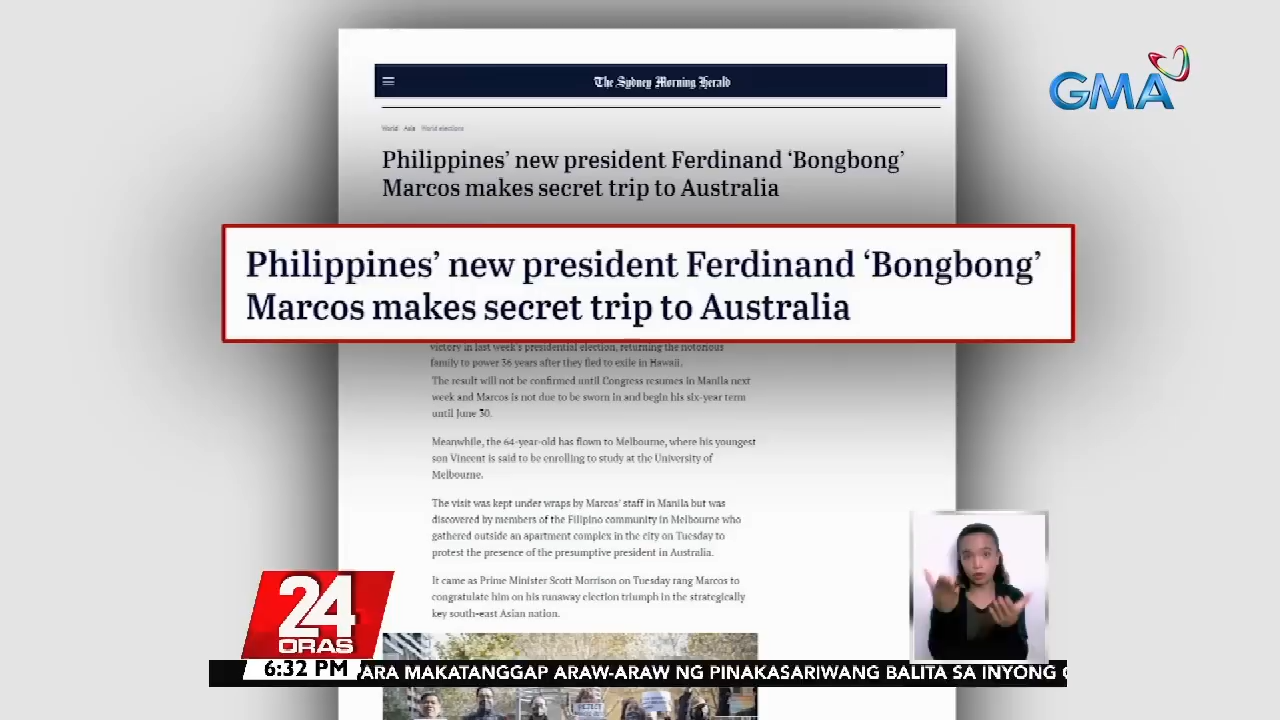 The Sydney Morning Herald
GMA
World Asia World elections
Philippines' new president Ferdinand ‘Bongbong’
Marcos makes secret trip to Australia
Philippines’ new president Ferdinand ‘Bongbong’
Marcos makes secret trip to Australia
victory in last week's presidential election, returning the notorious
family to power 36 years after they fled to exile in Hawaii.
The result will not be confirmed until Congress resumes in Manila next
week and Marcos is not due to be sworn in and begin his six-year term
until June 30.
Meanwhile, the 64-year-old has flown to Melbourne, where his youngest
son Vincent is said to be enrolling to study at the University of
Melbourne.
The visit was kept under wraps by Marcos' staff in Manila but was
discovered by members of the Filipino community in Melbourne who
gathered outside an apartment complex in the city on Tuesday to
protest the presence of the presumptive president in Australia.
It came as Prime Minister Scott Morrison on Tuesday rang Marcos to
congratulate him on his runaway election triumph in the strategically
key south-east Asian nation.
24
ORAS
6:32 PM
PARA MAKATANGGAP ARAW-ARAW NG PINAKASARIWANG BALITA SA INYONG